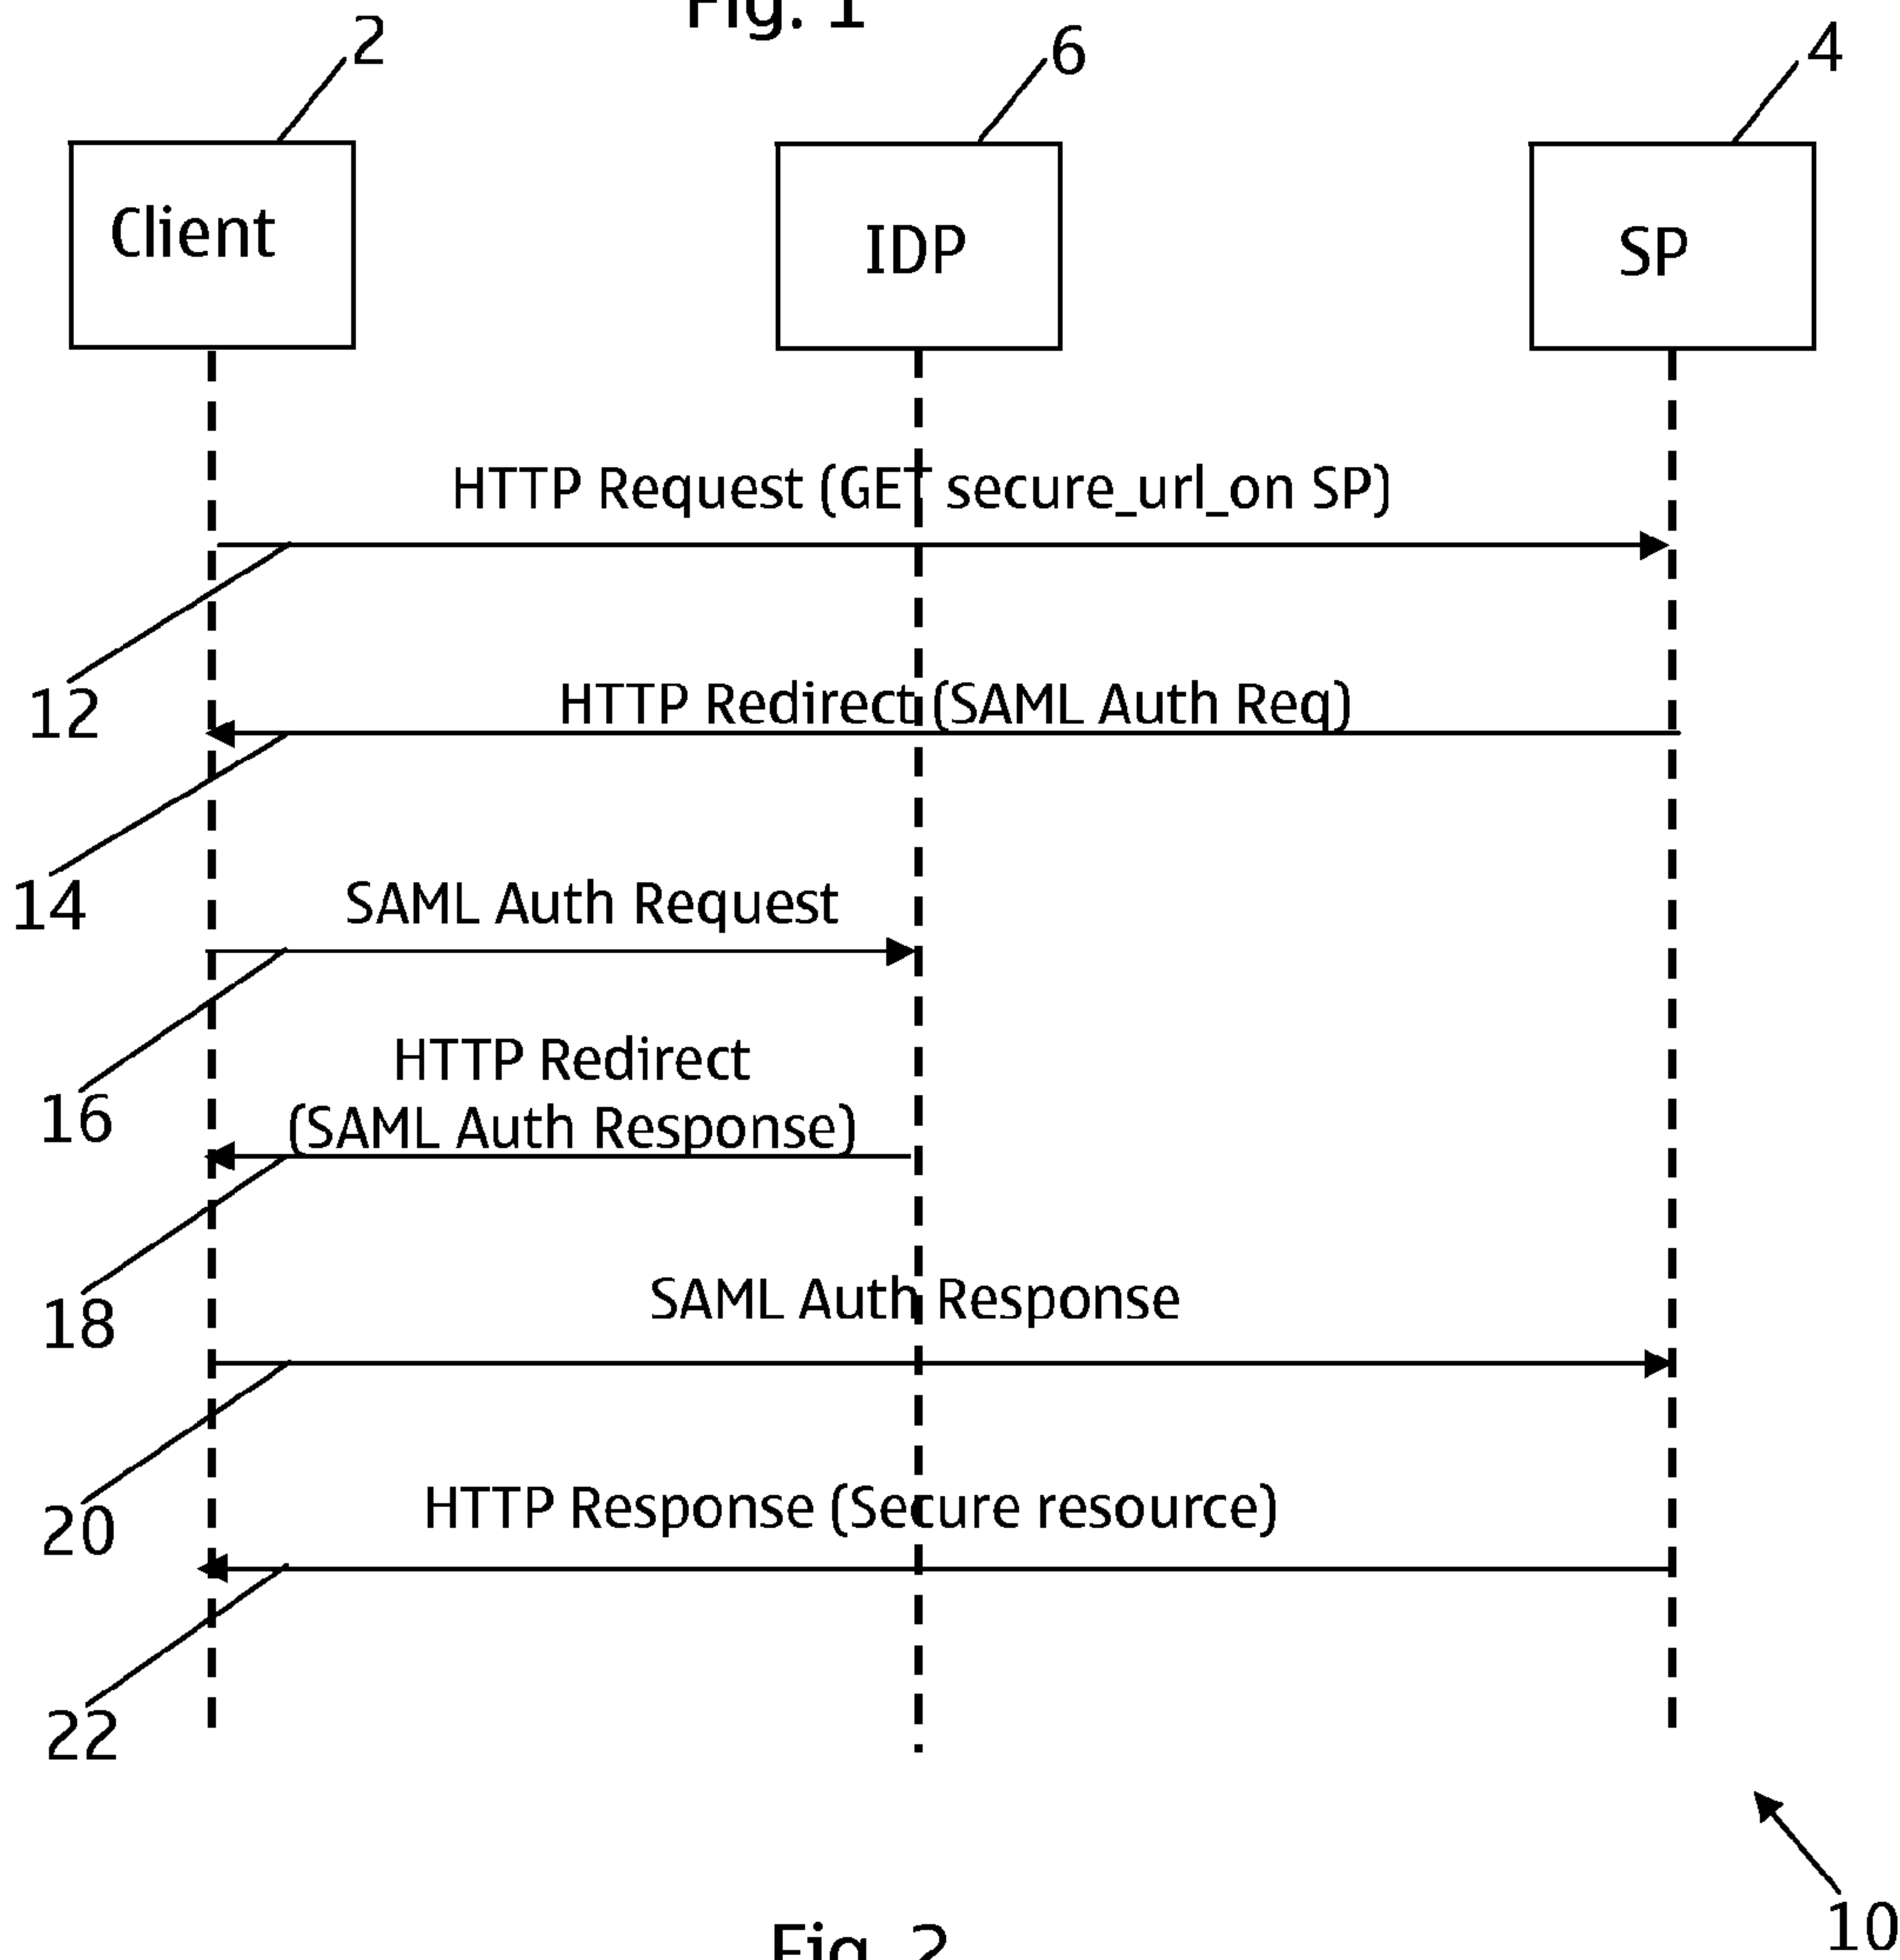 Fig. 1
2
6
4
Client
IDP
SP
HTTP Request (GET secure_url_on SP)
12
HTTP Redirect (SAML Auth Req)
14
SAML Auth Request
16
HTTP Redirect
(SAML Auth Response)
18
SAML Auth Response
20
HTTP Response (Secure resource)
22
10
Fig. 2